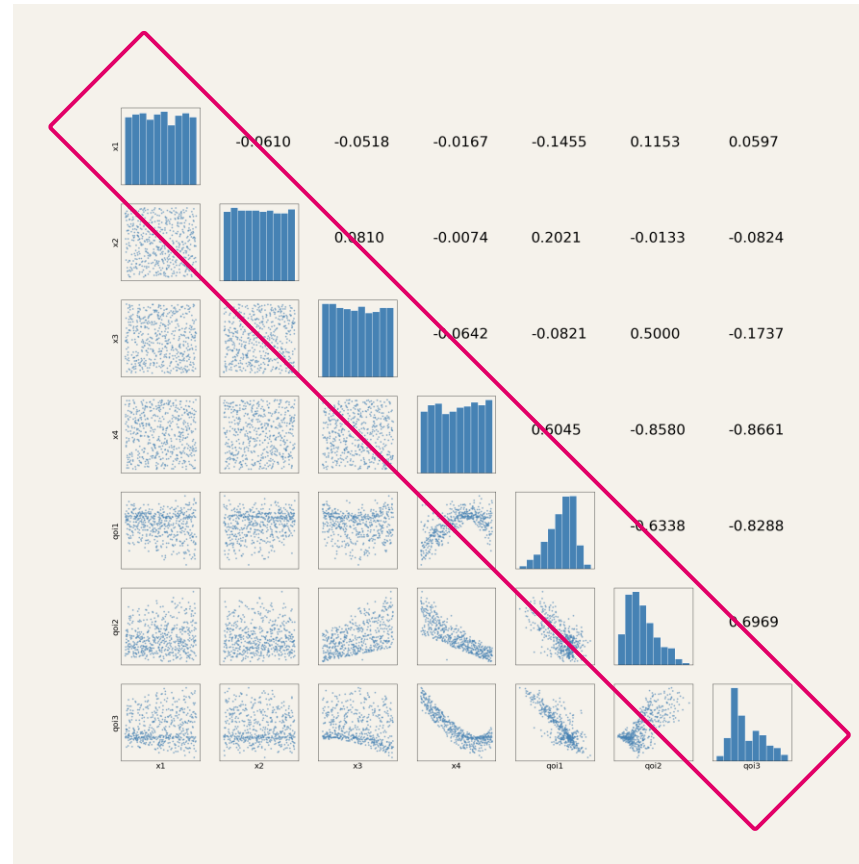 x1 -0.0610 -0.0518 -0.0167 -0.1455 0.1153 0.0597
x2 0.0810 -0.0074 0.2021 -0.0133 -0.0824
x3 -0.0642 -0.0821 0.5000 -0.1737
x4 0.6045 -0.8580 -0.8661
qoi1 -0.6338 -0.8288
qoi2 0.6969
qoi3
x1 x2 x3 x4 qoi1 qoi2 qoi3